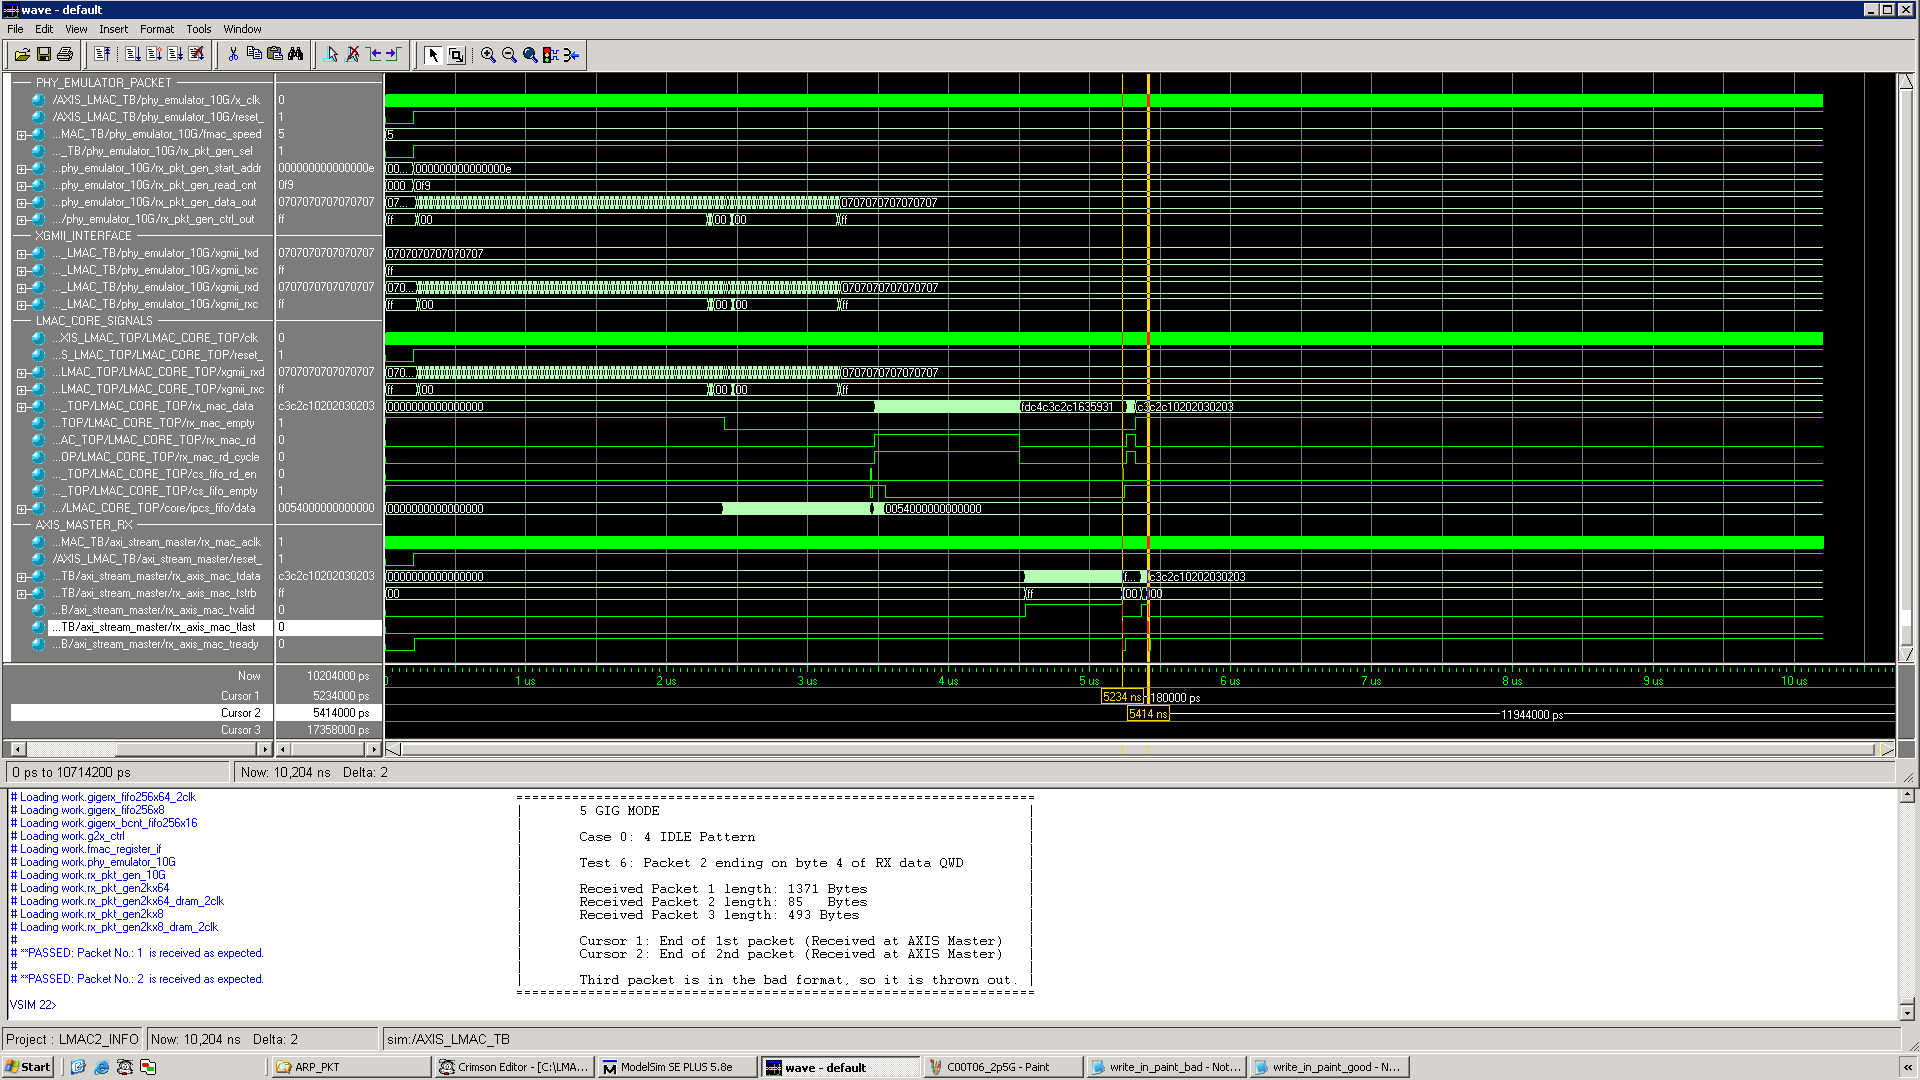 wave - default
File Edit View Insert Format Tools Window
PHY_EMULATOR_PACKET
/AXIS_LMAC_TB/phy_emulator_10G/x_clk 0
/AXIS_LMAC_TB/phy_emulator_10G/reset_ 1
...MAC_TB/phy_emulator_10G/fmac_speed 5 5
..._TB/phy_emulator_10G/rx_pkt_gen_sel 1
...phy_emulator_10G/rx_pkt_gen_start_addr 000000000000000e 00... 000000000000000e
...phy_emulator_10G/rx_pkt_gen_read_cnt 0f9 000 0f9
...phy_emulator_10G/rx_pkt_gen_data_out 0707070707070707 07... 0707070707070707
.../phy_emulator_10G/rx_pkt_gen_ctrl_out ff ff 00 00 00 ff
XGMII_INTERFACE
..._LMAC_TB/phy_emulator_10G/xgmii_txd 0707070707070707 0707070707070707
..._LMAC_TB/phy_emulator_10G/xgmii_txc ff ff
..._LMAC_TB/phy_emulator_10G/xgmii_rxd 0707070707070707 070... 0707070707070707
..._LMAC_TB/phy_emulator_10G/xgmii_rxc ff ff 00 00 00 ff
LMAC_CORE_SIGNALS
...XIS_LMAC_TOP/LMAC_CORE_TOP/clk 0
...S_LMAC_TOP/LMAC_CORE_TOP/reset_ 1
...LMAC_TOP/LMAC_CORE_TOP/xgmii_rxd 0707070707070707 070... 0707070707070707
...LMAC_TOP/LMAC_CORE_TOP/xgmii_rxc ff ff 00 00 00 ff
..._TOP/LMAC_CORE_TOP/rx_mac_data c3c2c10202030203 0000000000000000 fdc4c3c2c1635931 c3c2c10202030203
...TOP/LMAC_CORE_TOP/rx_mac_empty 1
...AC_TOP/LMAC_CORE_TOP/rx_mac_rd 0
...OP/LMAC_CORE_TOP/rx_mac_rd_cycle 0
..._TOP/LMAC_CORE_TOP/cs_fifo_rd_en 0
..._TOP/LMAC_CORE_TOP/cs_fifo_empty 1
.../LMAC_CORE_TOP/core/ipcs_fifo/data 0054000000000000 0000000000000000 0054000000000000
AXIS_MASTER_RX
...MAC_TB/axi_stream_master/rx_mac_aclk 1
/AXIS_LMAC_TB/axi_stream_master/reset_ 1
...TB/axi_stream_master/rx_axis_mac_tdata c3c2c10202030203 0000000000000000 f... c3c2c10202030203
...TB/axi_stream_master/rx_axis_mac_tstrb ff 00 ff 00 00
...B/axi_stream_master/rx_axis_mac_tvalid 0
...TB/axi_stream_master/rx_axis_mac_tlast 0
...B/axi_stream_master/rx_axis_mac_tready 0
Now 10204000 ps 1 us 2 us 3 us 4 us 5 us 6 us 7 us 8 us 9 us 10 us
Cursor 1 5234000 ps 5234 ns 180000 ps
Cursor 2 5414000 ps 5414 ns 11944000 ps
Cursor 3 17358000 ps
0 ps to 10714200 ps Now: 10,204 ns Delta: 2
# Loading work.gigerx_fifo256x64_2clk
# Loading work.gigerx_fifo256x8
# Loading work.gigerx_bcnt_fifo256x16
# Loading work.g2x_ctrl
# Loading work.fmac_register_if
# Loading work.phy_emulator_10G
# Loading work.rx_pkt_gen_10G
# Loading work.rx_pkt_gen2kx64
# Loading work.rx_pkt_gen2kx64_dram_2clk
# Loading work.rx_pkt_gen2kx8
# Loading work.rx_pkt_gen2kx8_dram_2clk
#
# **PASSED: Packet No.: 1 is received as expected.
#
# **PASSED: Packet No.: 2 is received as expected.
VSIM 22>
5 GIG MODE
Case 0: 4 IDLE Pattern
Test 6: Packet 2 ending on byte 4 of RX data QWD
Received Packet 1 length: 1371 Bytes
Received Packet 2 length: 85 Bytes
Received Packet 3 length: 493 Bytes
Cursor 1: End of 1st packet (Received at AXIS Master)
Cursor 2: End of 2nd packet (Received at AXIS Master)
Third packet is in the bad format, so it is thrown out.
Project : LMAC2_INFO Now: 10,204 ns Delta: 2 sim:/AXIS_LMAC_TB
Start ARP_PKT Crimson Editor - [C:\LMA... ModelSim SE PLUS 5.8e wave - default C00T06_2p5G - Paint write_in_paint_bad - Not... write_in_paint_good - N...